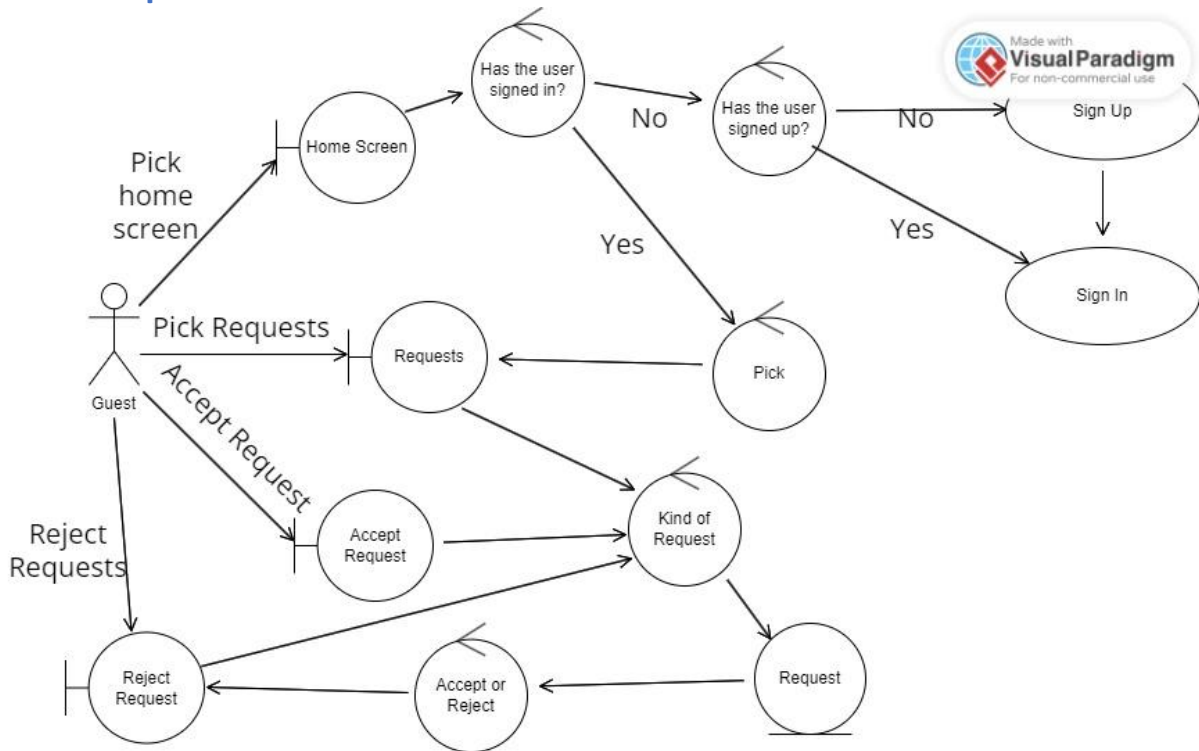 Made with
Visual Paradigm
For non-commercial use
Has the user
signed in?
No
Has the user
signed up?
No
Sign Up
Home Screen
Pick
home
screen
Yes
Yes
Sign In
Pick Requests
Requests
Pick
Guest
Accept Request
Reject
Requests
Accept
Request
Kind of
Request
Reject
Request
Accept or
Reject
Request